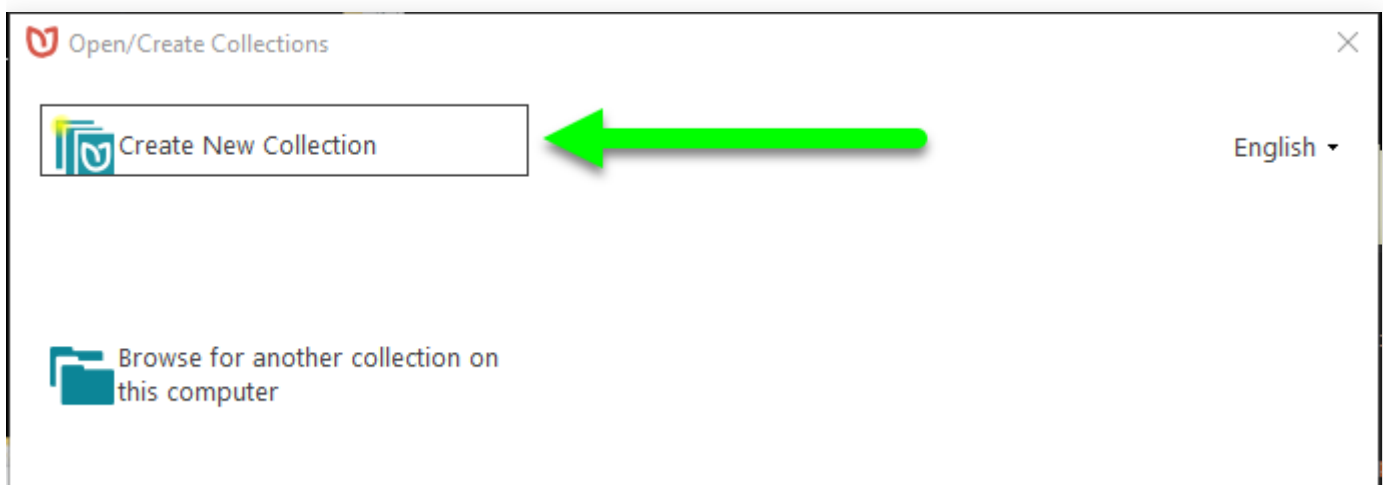 Open/Create Collections
Create New Collection
English
Browse for another collection on
this computer